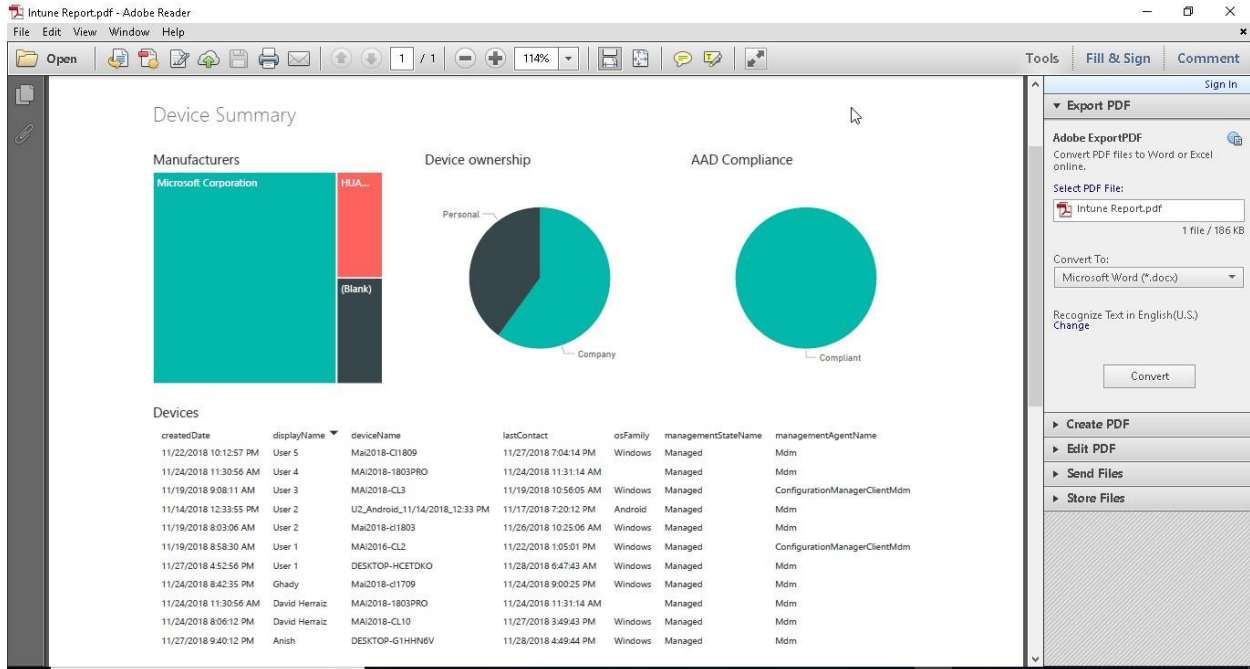 Intune Report.pdf - Adobe Reader
File Edit View Window Help
Open 1 / 1 114% Tools Fill & Sign Comment
Sign In
Export PDF
Adobe ExportPDF
Convert PDF files to Word or Excel
online.
Select PDF File:
Intune Report.pdf
1 file / 186 KB
Convert To:
Microsoft Word (*.docx)
Recognize Text in English(U.S.)
Change
Convert
Create PDF
Edit PDF
Send Files
Store Files
Device Summary
Manufacturers
Microsoft Corporation
HUA...
(Blank)
Device ownership
Personal
Company
AAD Compliance
Compliant
Devices
createdDate displayName deviceName lastContact osFamily managementStateName managementAgentName
11/22/2018 10:12:57 PM User 5 Mai2018-Cl1809 11/27/2018 7:04:14 PM Windows Managed Mdm
11/24/2018 11:30:56 AM User 4 MAI2018-1803PRO 11/24/2018 11:31:14 AM Managed Mdm
11/19/2018 9:08:11 AM User 3 MAI2018-CL3 11/19/2018 10:56:05 AM Windows Managed ConfigurationManagerClientMdm
11/14/2018 12:33:55 PM User 2 U2_Android_11/14/2018_12:33 PM 11/17/2018 7:20:12 PM Android Managed Mdm
11/19/2018 8:03:06 AM User 2 Mai2018-cl1803 11/26/2018 10:25:06 AM Windows Managed Mdm
11/19/2018 8:58:30 AM User 1 MAI2016-CL2 11/22/2018 1:05:01 PM Windows Managed ConfigurationManagerClientMdm
11/27/2018 4:52:56 PM User 1 DESKTOP-HCETDKO 11/28/2018 6:47:43 AM Windows Managed Mdm
11/24/2018 8:42:35 PM Ghady Mai2018-cl1709 11/24/2018 9:00:25 PM Windows Managed Mdm
11/24/2018 11:30:56 AM David Herraiz MAI2018-1803PRO 11/24/2018 11:31:14 AM Managed Mdm
11/24/2018 8:06:12 PM David Herraiz MAI2018-CL10 11/27/2018 3:49:43 PM Windows Managed Mdm
11/27/2018 9:40:12 PM Anish DESKTOP-G1HHN6V 11/28/2018 4:49:44 PM Windows Managed Mdm